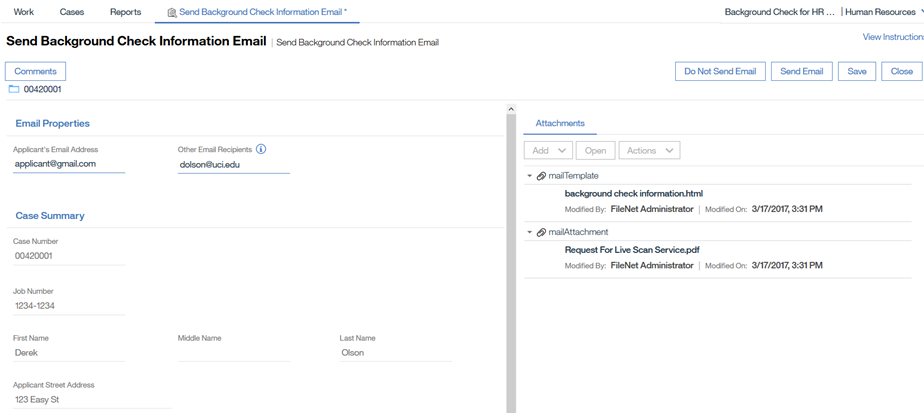 Work Cases Reports Send Background Check Information Email * Background Check for HR ... Human Resources
Send Background Check Information Email | Send Background Check Information Email View Instruction
Comments Do Not Send Email Send Email Save Close
00420001
Email Properties
Applicant's Email Address Other Email Recipients
applicant@gmail.com dolson@uci.edu
Case Summary
Case Number
00420001
Job Number
1234-1234
First Name Middle Name Last Name
Derek Olson
Applicant Street Address
123 Easy St
Attachments
Add Open Actions
mailTemplate
background check information.html
Modified By: FileNet Administrator | Modified On: 3/17/2017, 3:31 PM
mailAttachment
Request For Live Scan Service.pdf
Modified By: FileNet Administrator | Modified On: 3/17/2017, 3:31 PM